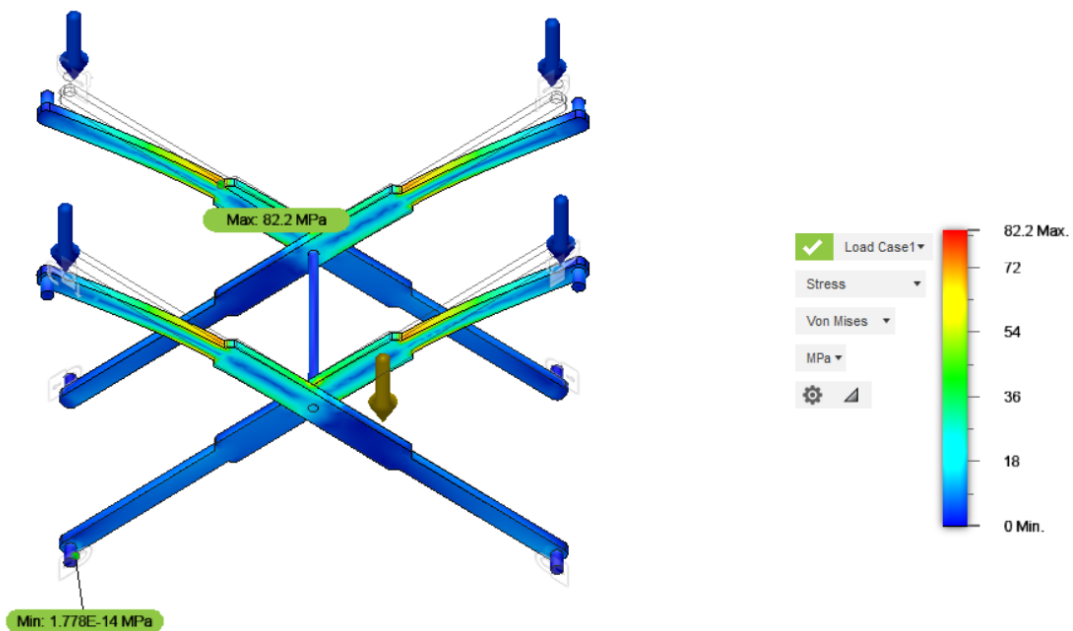 Max: 82.2 MPa
Min: 1.778E-14 MPa
Load Case1
Stress
Von Mises
MPa
82.2 Max.
72
54
36
18
0 Min.